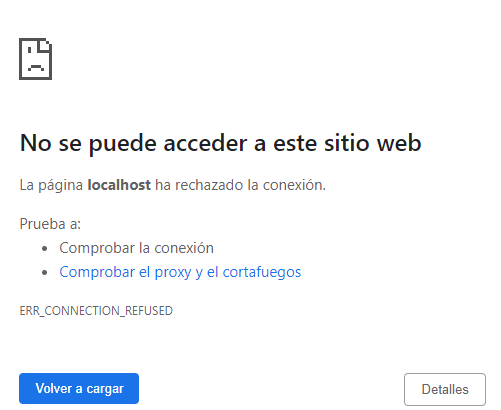 No se puede acceder a este sitio web
La página localhost ha rechazado la conexión.
Prueba a:
• Comprobar la conexión
• Comprobar el proxy y el cortafuegos
ERR_CONNECTION_REFUSED
Volver a cargar
Detalles